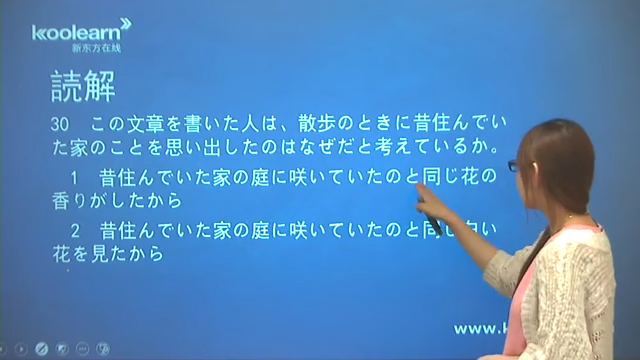 koolearn
新东方在线
読解
30 この文章を書いた人は、散歩のときに昔住んでい
た家のことを思い出したのはなぜだと考えているか。
1 昔住んでいた家の庭に咲いていたのと同じ花の
香りがしたから
2 昔住んでいた家の庭に咲いていたのと同じ白い
花を見たから
www.k